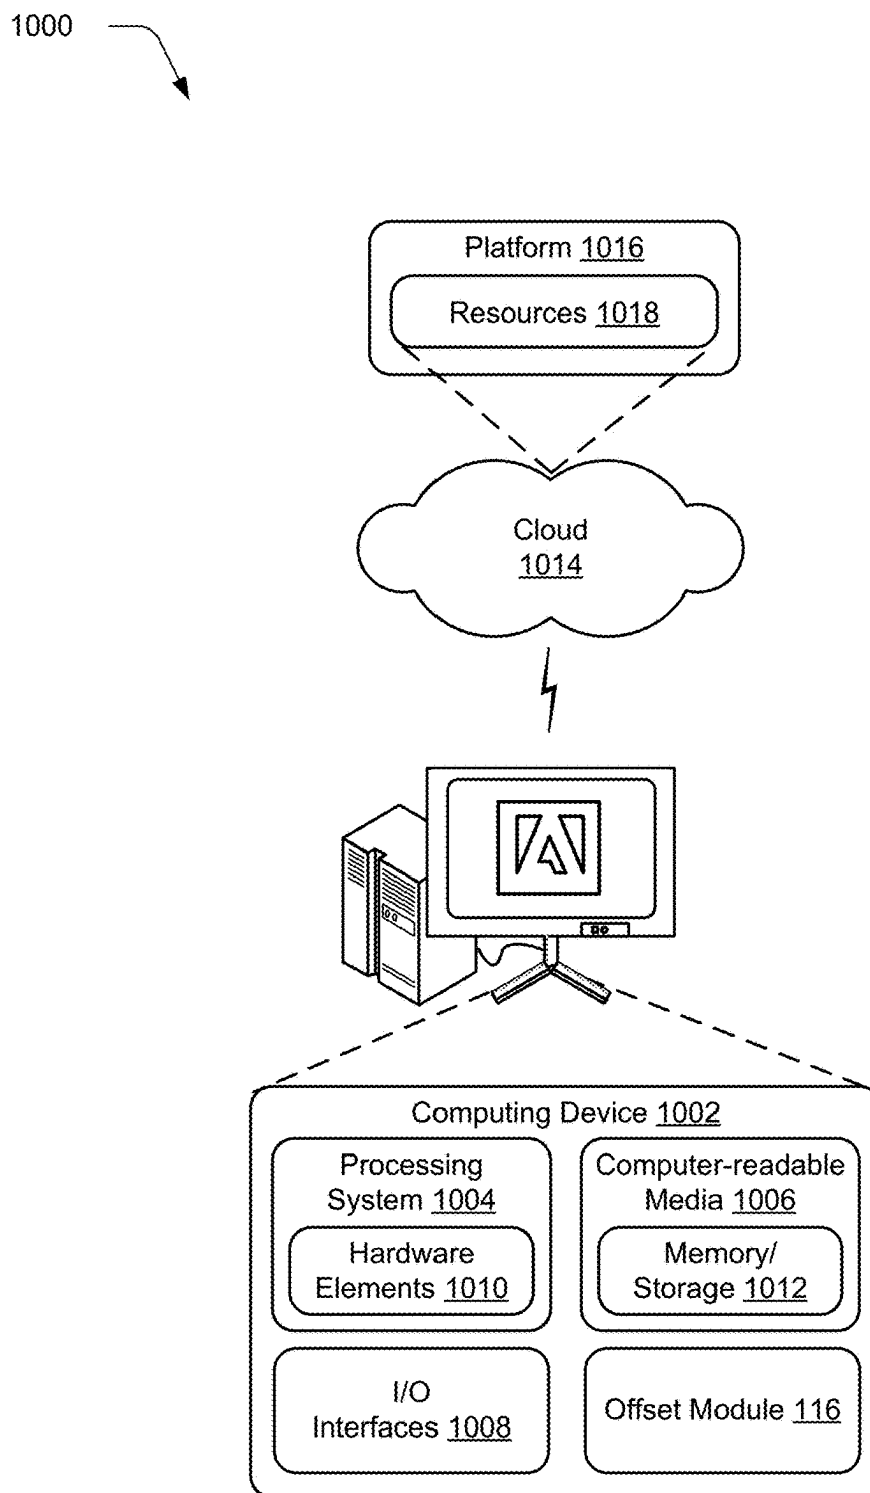 1000
Platform 1016
Resources 1018
Cloud
1014
Computing Device 1002
Processing
System 1004
Hardware
Elements 1010
Computer-readable
Media 1006
Memory/
Storage 1012
I/O
Interfaces 1008
Offset Module 116